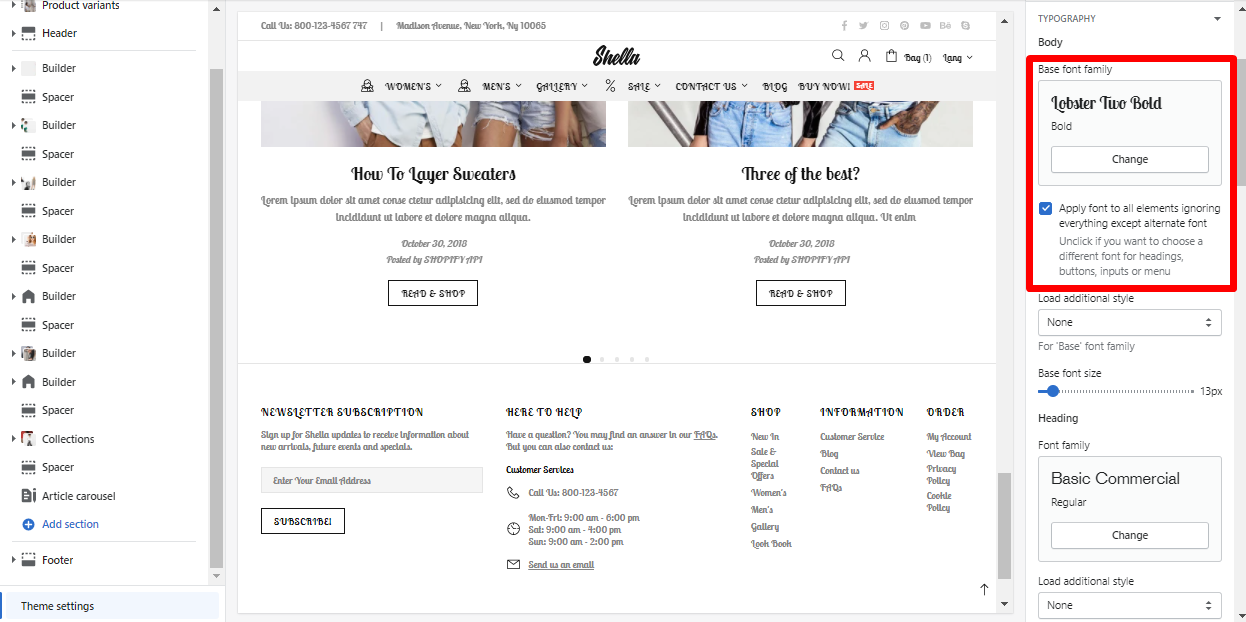 Product variants
Header
Builder
Spacer
Builder
Spacer
Builder
Spacer
Builder
Spacer
Builder
Spacer
Builder
Builder
Spacer
Collections
Spacer
Article carousel
Add section
Footer
Theme settings
Call Us: 800-123-4567 747 | Madison Avenue, New York, Ny 10065
Bē
Shella
Bag (1) Lang
WOMEN'S MEN'S GALLERY % SALE CONTACT US BLOG BUY NOW! SALE
How To Layer Sweaters
Lorem ipsum dolor sit amet conse ctetur adipisicing elit, sed do eiusmod tempor
incididunt ut labore et dolore magna aliqua.
October 30, 2018
Posted by SHOPIFY API
READ & SHOP
Three of the best?
Lorem ipsum dolor sit amet conse ctetur adipisicing elit, sed do eiusmod tempor
incididunt ut labore et dolore magna aliqua. Ut enim
October 30, 2018
Posted by SHOPIFY API
READ & SHOP
NEWSLETTER SUBSCRIPTION
Sign up for Shella updates to receive information about
new arrivals, future events and specials.
Enter Your Email Address
SUBSCRIBE!
HERE TO HELP
Have a question? You may find an answer in our FAQs.
But you can also contact us:
Customer Services
Call Us: 800-123-4567
Mon-Fri: 9:00 am - 6:00 pm
Sat: 9:00 am - 4:00 pm
Sun: 9:00 am - 2:00 pm
Send us an email
SHOP
New In
Sale &
Special
Offers
Women's
Men's
Gallery
Look Book
INFORMATION
Customer Service
Blog
Contact us
FAQs
ORDER
My Account
View Bag
Privacy
Policy
Cookie
Policy
TYPOGRAPHY
Body
Base font family
Lobster Two Bold
Bold
Change
Apply font to all elements ignoring
everything except alternate font
Unclick if you want to choose a
different font for headings,
buttons, inputs or menu
Load additional style
None
For 'Base' font family
Base font size
13px
Heading
Font family
Basic Commercial
Regular
Change
Load additional style
None